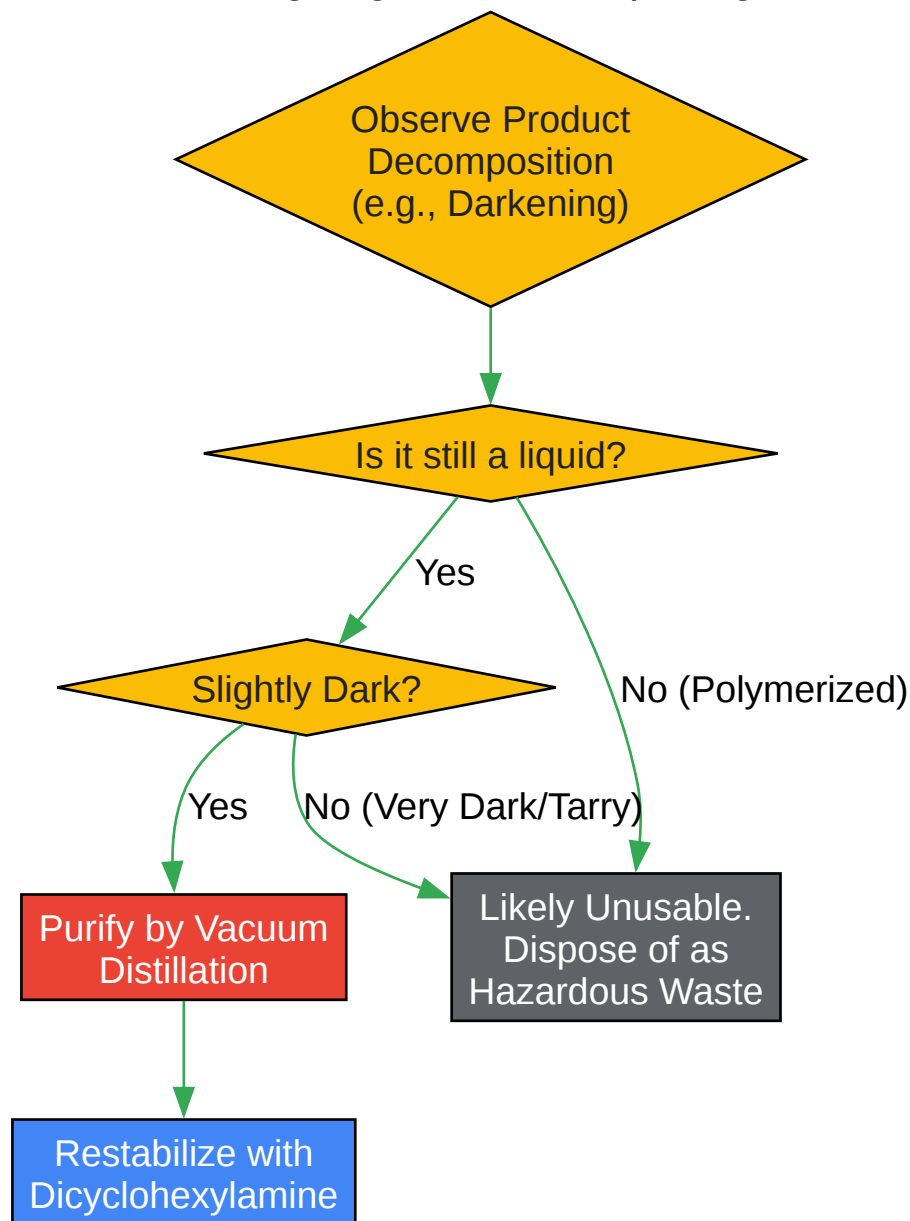 Observe Product
Decomposition
(e.g., Darkening)
Is it still a liquid?
Yes
Slightly Dark?
No (Polymerized)
Yes
No (Very Dark/Tarry)
Purify by Vacuum
Distillation
Likely Unusable.
Dispose of as
Hazardous Waste
Restabilize with
Dicyclohexylamine